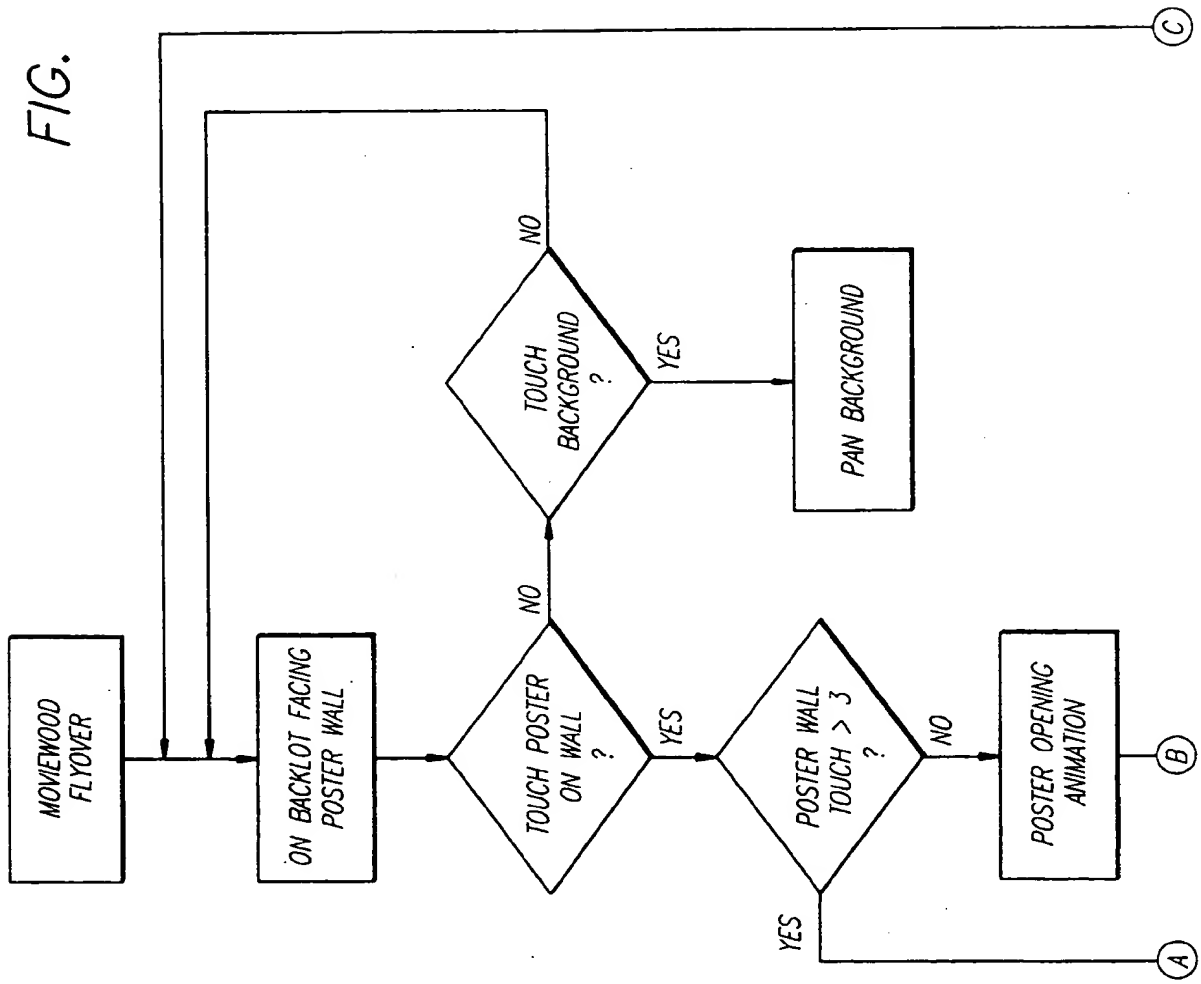 FIG.
MOVIEWOOD
FLYOVER
ON BACKLOT FACING
POSTER WALL
TOUCH POSTER
ON WALL
?
NO
YES
TOUCH
BACKGROUND
?
NO
YES
PAN BACKGROUND
POSTER WALL
TOUCH > 3
?
YES
NO
POSTER OPENING
ANIMATION
A
B
C